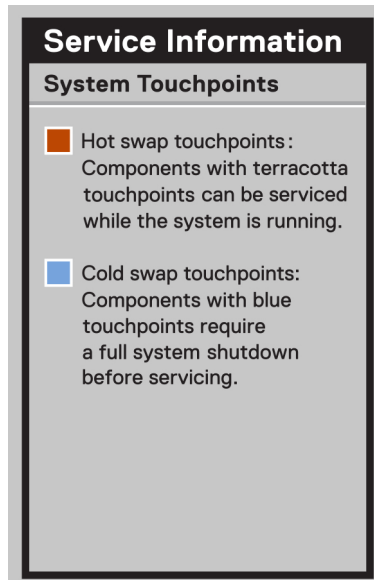 Service Information
System Touchpoints
Hot swap touchpoints:
Components with terracotta
touchpoints can be serviced
while the system is running.
Cold swap touchpoints:
Components with blue
touchpoints require
a full system shutdown
before servicing.